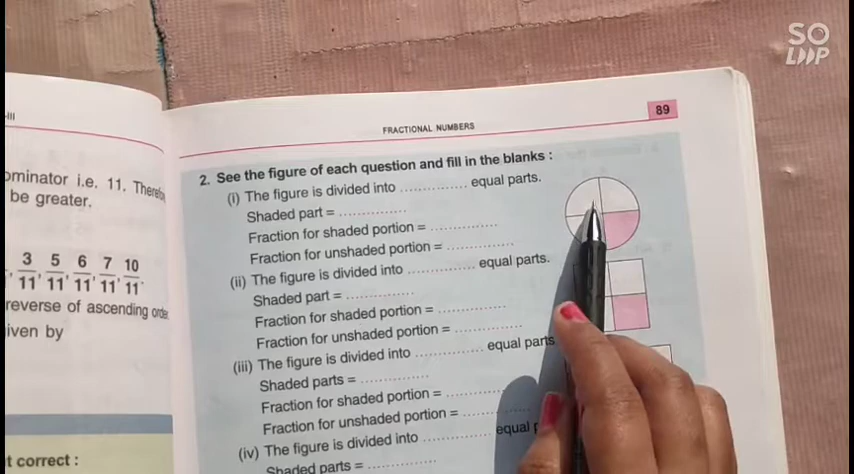 SO
LOOP
-III
89
FRACTIONAL NUMBERS
ominator i.e. 11.
be greater.
, 3/11, 5/11, 6/11, 7/11, 10/11.
reverse of ascending
iven by
t correct :
2. See the figure of each question and fill in the blanks :
(i) The figure is divided into ............... equal parts.
Shaded part = ...............
Fraction for shaded portion = ...............
Fraction for unshaded portion = ...............
(ii) The figure is divided into ............... equal parts.
Shaded part = ...............
Fraction for shaded portion = ...............
Fraction for unshaded portion = ...............
(iii) The figure is divided into ............... equal parts
Shaded parts = ...............
Fraction for shaded portion = ...............
Fraction for unshaded portion = ...............
(iv) The figure is divided into ............... equal
Shaded parts = ...............